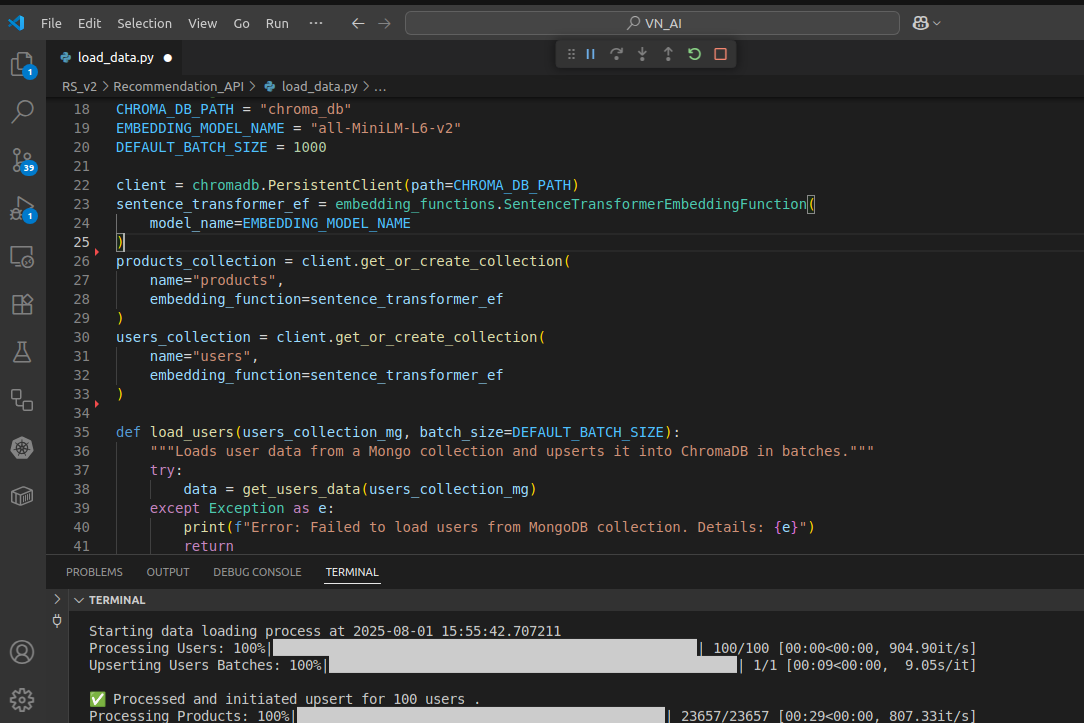 File Edit Selection View Go Run ··· VN_AI
1
39
1
load_data.py
RS_v2 > Recommendation_API > load_data.py > ...
18 CHROMA_DB_PATH = "chroma_db"
19 EMBEDDING_MODEL_NAME = "all-MiniLM-L6-v2"
20 DEFAULT_BATCH_SIZE = 1000
21
22 client = chromadb.PersistentClient(path=CHROMA_DB_PATH)
23 sentence_transformer_ef = embedding_functions.SentenceTransformerEmbeddingFunction(
24     model_name=EMBEDDING_MODEL_NAME
25 )
26 products_collection = client.get_or_create_collection(
27     name="products",
28     embedding_function=sentence_transformer_ef
29 )
30 users_collection = client.get_or_create_collection(
31     name="users",
32     embedding_function=sentence_transformer_ef
33 )
34
35 def load_users(users_collection_mg, batch_size=DEFAULT_BATCH_SIZE):
36     """Loads user data from a Mongo collection and upserts it into ChromaDB in batches."""
37     try:
38         data = get_users_data(users_collection_mg)
39     except Exception as e:
40         print(f"Error: Failed to load users from MongoDB collection. Details: {e}")
41         return
PROBLEMS OUTPUT DEBUG CONSOLE TERMINAL
TERMINAL
Starting data loading process at 2025-08-01 15:55:42.707211
Processing Users: 100%| | 100/100 [00:00<00:00, 904.90it/s]
Upserting Users Batches: 100%| | 1/1 [00:09<00:00, 9.05s/it]
✅ Processed and initiated upsert for 100 users .
Processing Products: 100%| | 23657/23657 [00:29<00:00, 807.33it/s]